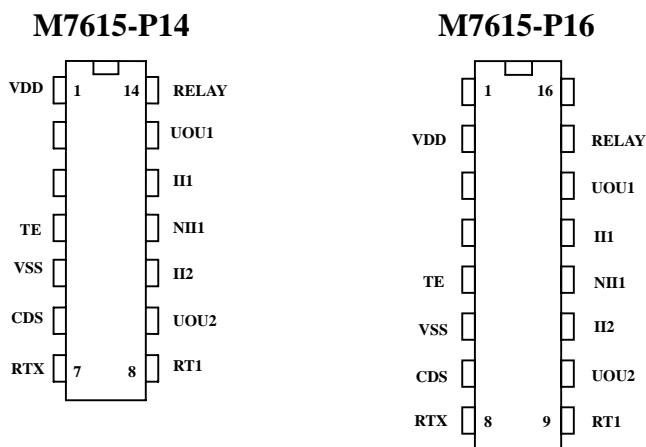 M7615-P14
VDD 1 14 RELAY
UOU1
II1
TE NII1
VSS II2
CDS UOU2
RTX 7 8 RT1
M7615-P16
1 16
VDD RELAY
UOU1
II1
TE NII1
VSS II2
CDS UOU2
RTX 8 9 RT1